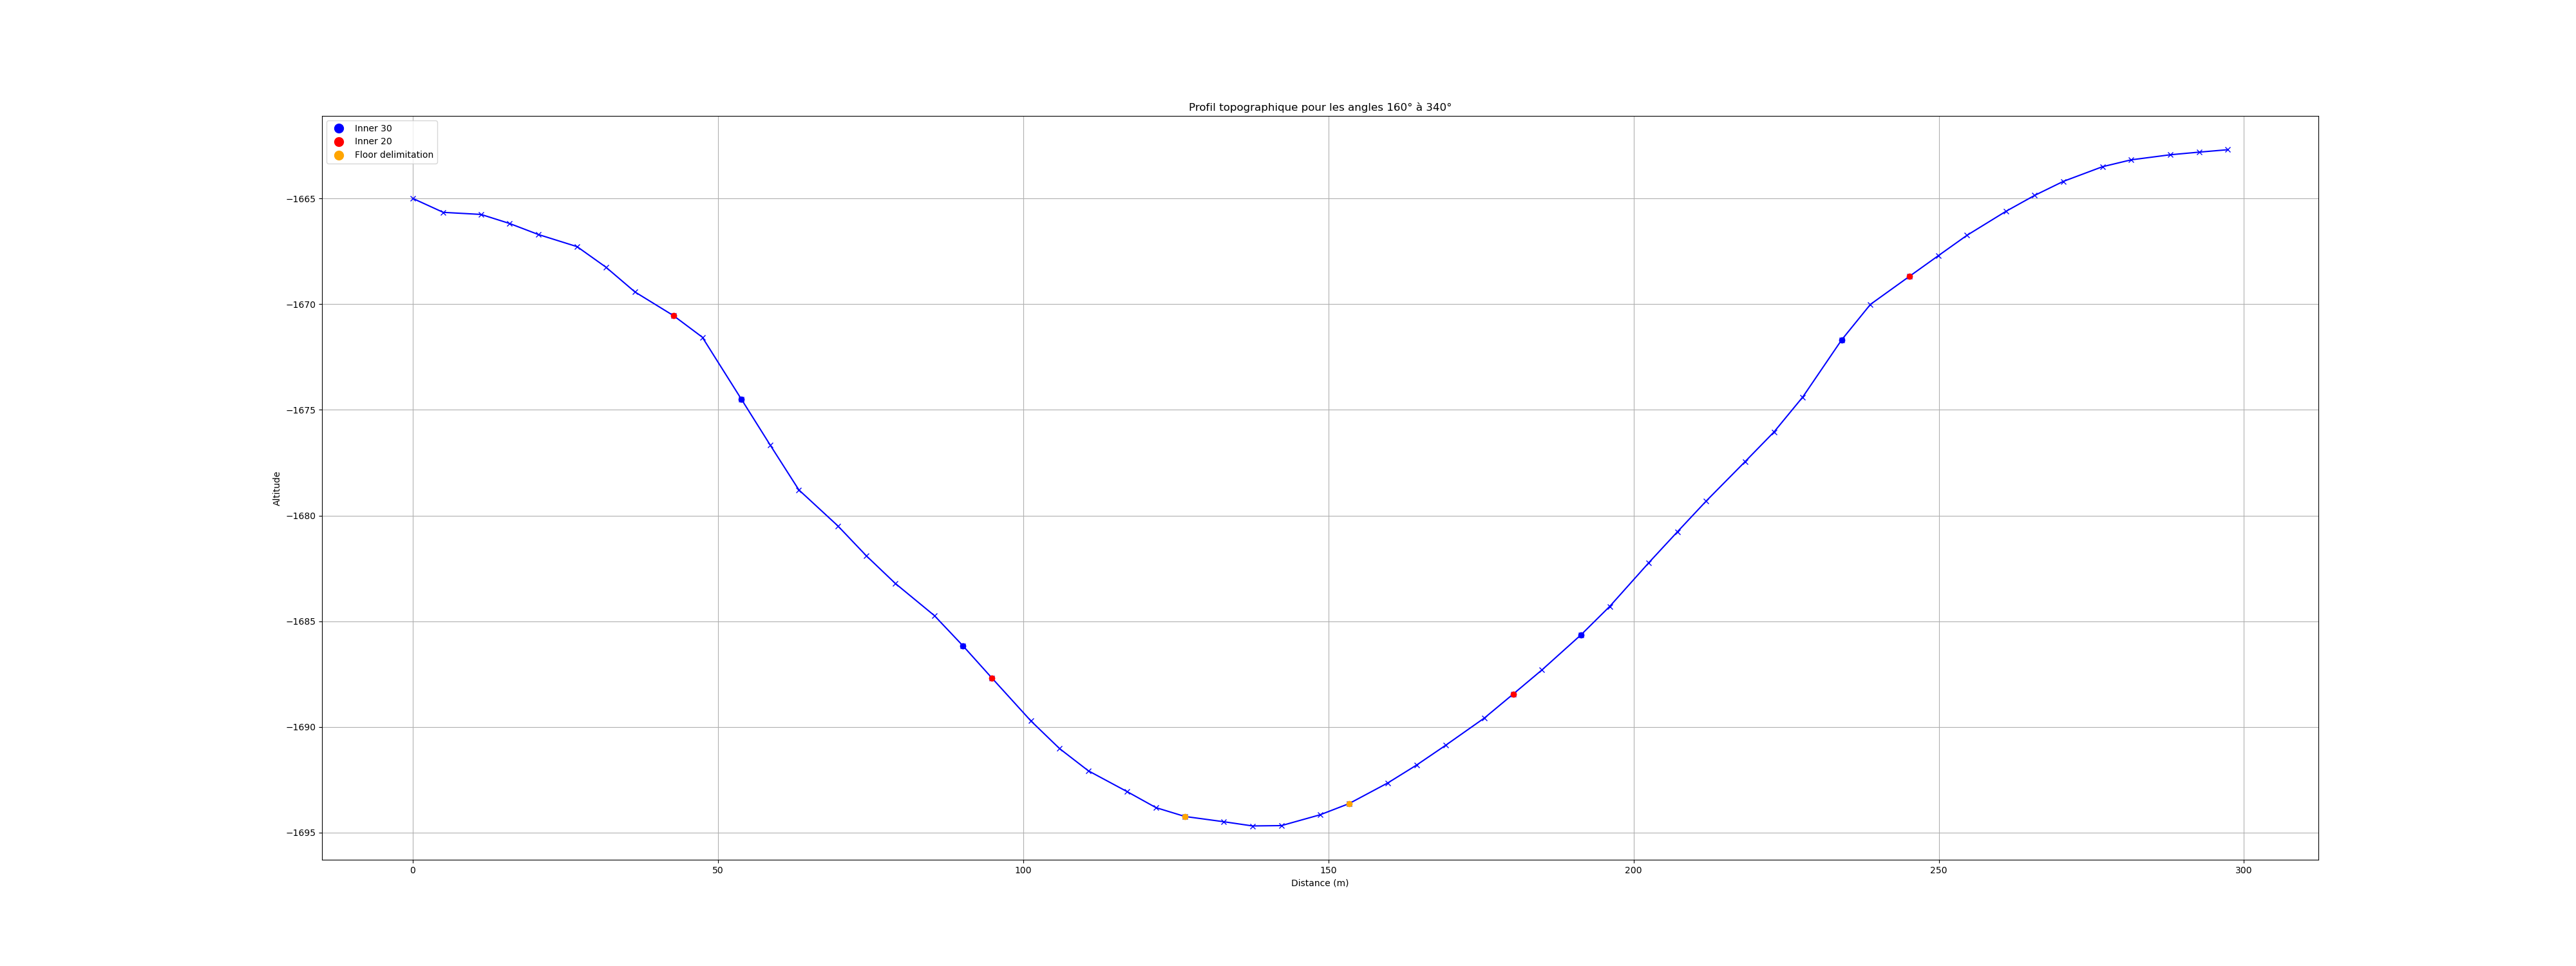 Profil topographique pour les angles 160° à 340°
Inner 30
Inner 20
Floor delimitation
−1665
−1670
−1675
−1680
−1685
−1690
−1695
Altitude
0 50 100 150 200 250 300
Distance (m)